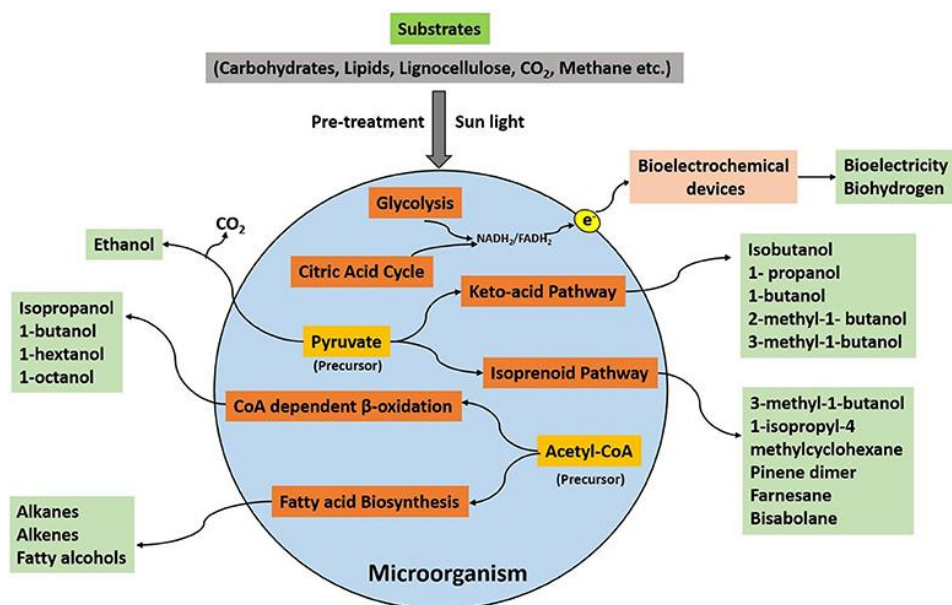 Substrates
(Carbohydrates, Lipids, Lignocellulose, CO₂, Methane etc.)
Pre-treatment
Sun light
Bioelectrochemical
devices
Bioelectricity
Biohydrogen
Glycolysis
e⁻
NADH₂/FADH₂
CO₂
Ethanol
Citric Acid Cycle
Keto-acid Pathway
Isobutanol
1- propanol
1-butanol
2-methyl-1- butanol
3-methyl-1-butanol
Isopropanol
1-butanol
1-hextanol
1-octanol
Pyruvate
(Precursor)
Isoprenoid Pathway
CoA dependent β-oxidation
3-methyl-1-butanol
1-isopropyl-4
methylcyclohexane
Pinene dimer
Farnesane
Bisabolane
Acetyl-CoA
(Precursor)
Fatty acid Biosynthesis
Alkanes
Alkenes
Fatty alcohols
Microorganism